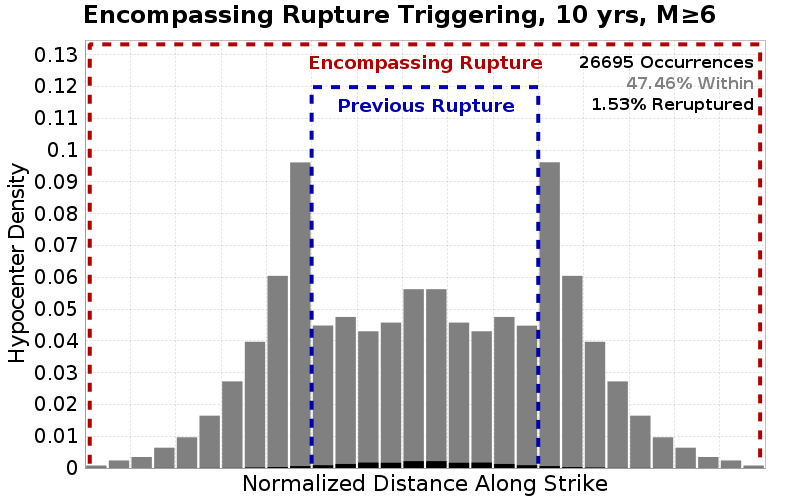 Encompassing Rupture Triggering, 10 yrs, M≥6
Encompassing Rupture
26695 Occurrences
47.46% Within
1.53% Reruptured
Previous Rupture
Hypocenter Density
0.13
0.12
0.11
0.1
0.09
0.08
0.07
0.06
0.05
0.04
0.03
0.02
0.01
0
Normalized Distance Along Strike